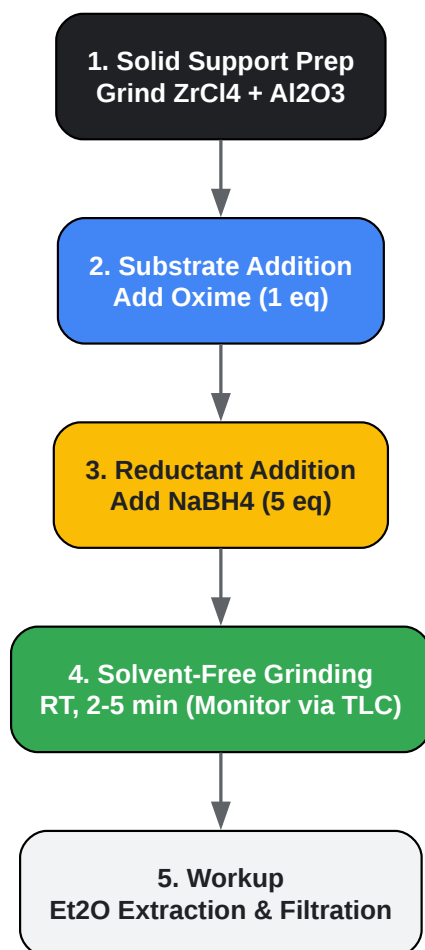 1. Solid Support Prep
Grind ZrCl4 + Al2O3
2. Substrate Addition
Add Oxime (1 eq)
3. Reductant Addition
Add NaBH4 (5 eq)
4. Solvent-Free Grinding
RT, 2-5 min (Monitor via TLC)
5. Workup
Et2O Extraction & Filtration